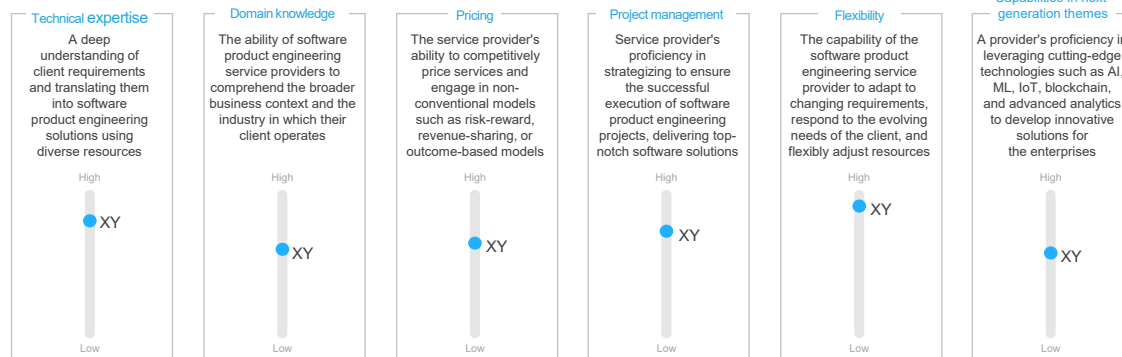 Technical expertise
A deep
understanding of
client requirements
and translating them
into software
product engineering
solutions using
diverse resources
High
XY
Low
Domain knowledge
The ability of software
product engineering
service providers to
comprehend the broader
business context and the
industry in which their
client operates
High
XY
Low
Pricing
The service provider's
ability to competitively
price services and
engage in non-
conventional models
such as risk-reward,
revenue-sharing, or
outcome-based models
High
XY
Low
Project management
Service provider's
proficiency in
strategizing to ensure
the successful
execution of software
product engineering
projects, delivering top-
notch software solutions
High
XY
Low
Flexibility
The capability of the
software product
engineering service
provider to adapt to
changing requirements,
respond to the evolving
needs of the client, and
flexibly adjust resources
High
XY
Low
Capabilities in next
generation themes
A provider's proficiency in
leveraging cutting-edge
technologies such as AI,
ML, IoT, blockchain,
and advanced analytics
to develop innovative
solutions for
the enterprises
High
XY
Low